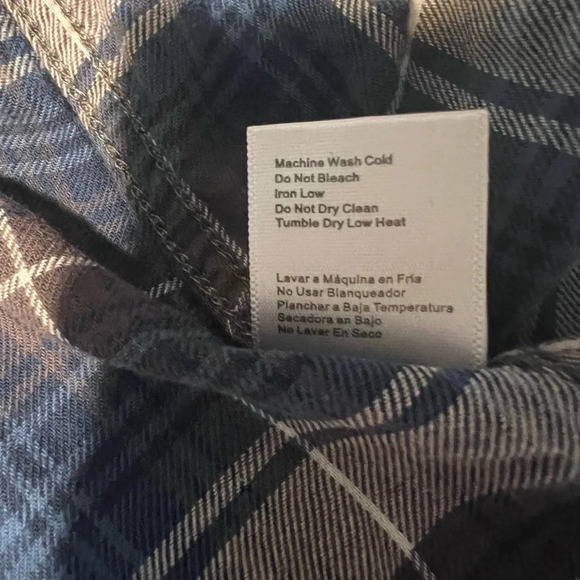 Machine Wash Cold
Do Not Bleach
Iron Low
Do Not Dry Clean
Tumble Dry Low Heat
Lavar a Máquina en Fría
No Usar Blanqueador
Planchar a Baja Temperatura
Secadora en Bajo
No Lavar En Seco